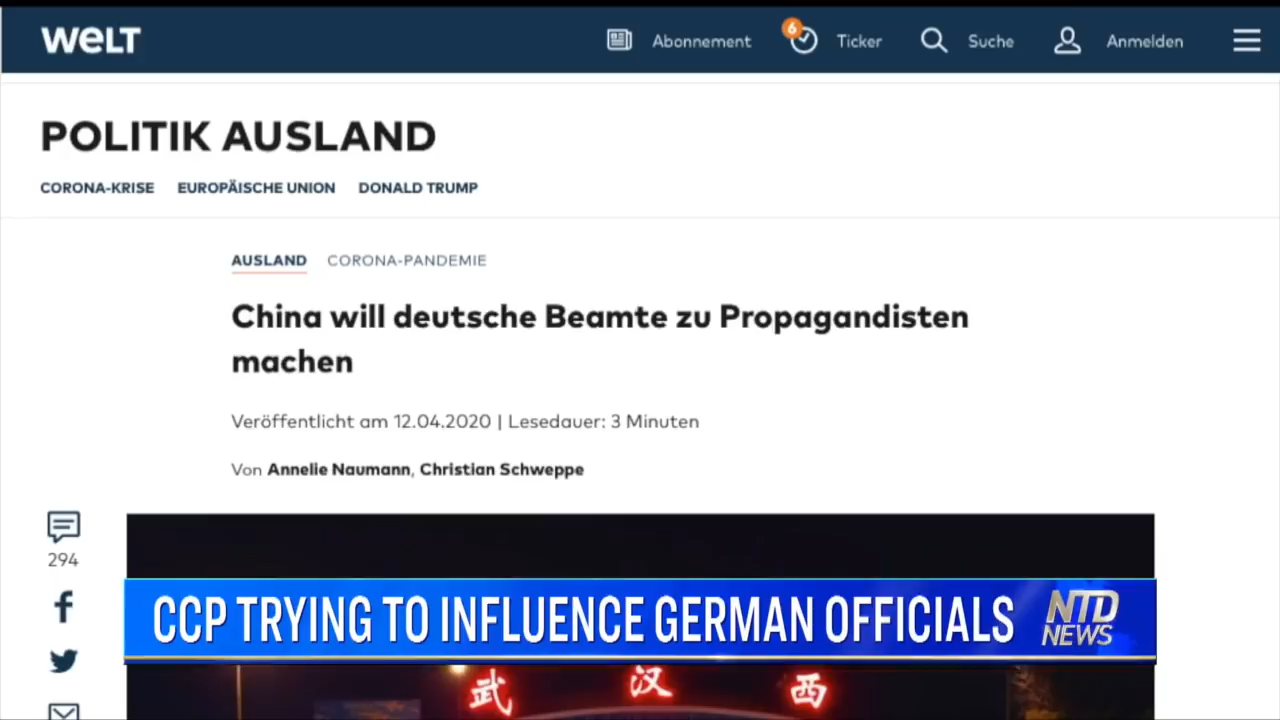 WELT
Abonnement
6
Ticker
Suche
Anmelden
POLITIK AUSLAND
CORONA-KRISE EUROPÄISCHE UNION DONALD TRUMP
AUSLAND CORONA-PANDEMIE
China will deutsche Beamte zu Propagandisten
machen
Veröffentlicht am 12.04.2020 | Lesedauer: 3 Minuten
Von Annelie Naumann, Christian Schweppe
294
CCP TRYING TO INFLUENCE GERMAN OFFICIALS
NTD
NEWS
武汉西